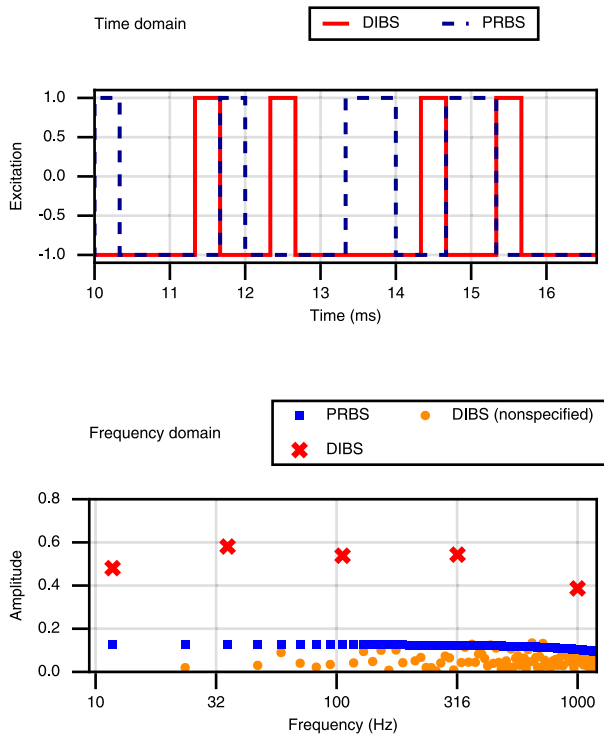 Time domain
DIBS PRBS
1.0
0.5
0.0
-0.5
-1.0
Excitation
10 11 12 13 14 15 16
Time (ms)
Frequency domain
PRBS DIBS (nonspecified)
DIBS
0.8
0.6
0.4
0.2
0.0
Amplitude
10 32 100 316 1000
Frequency (Hz)